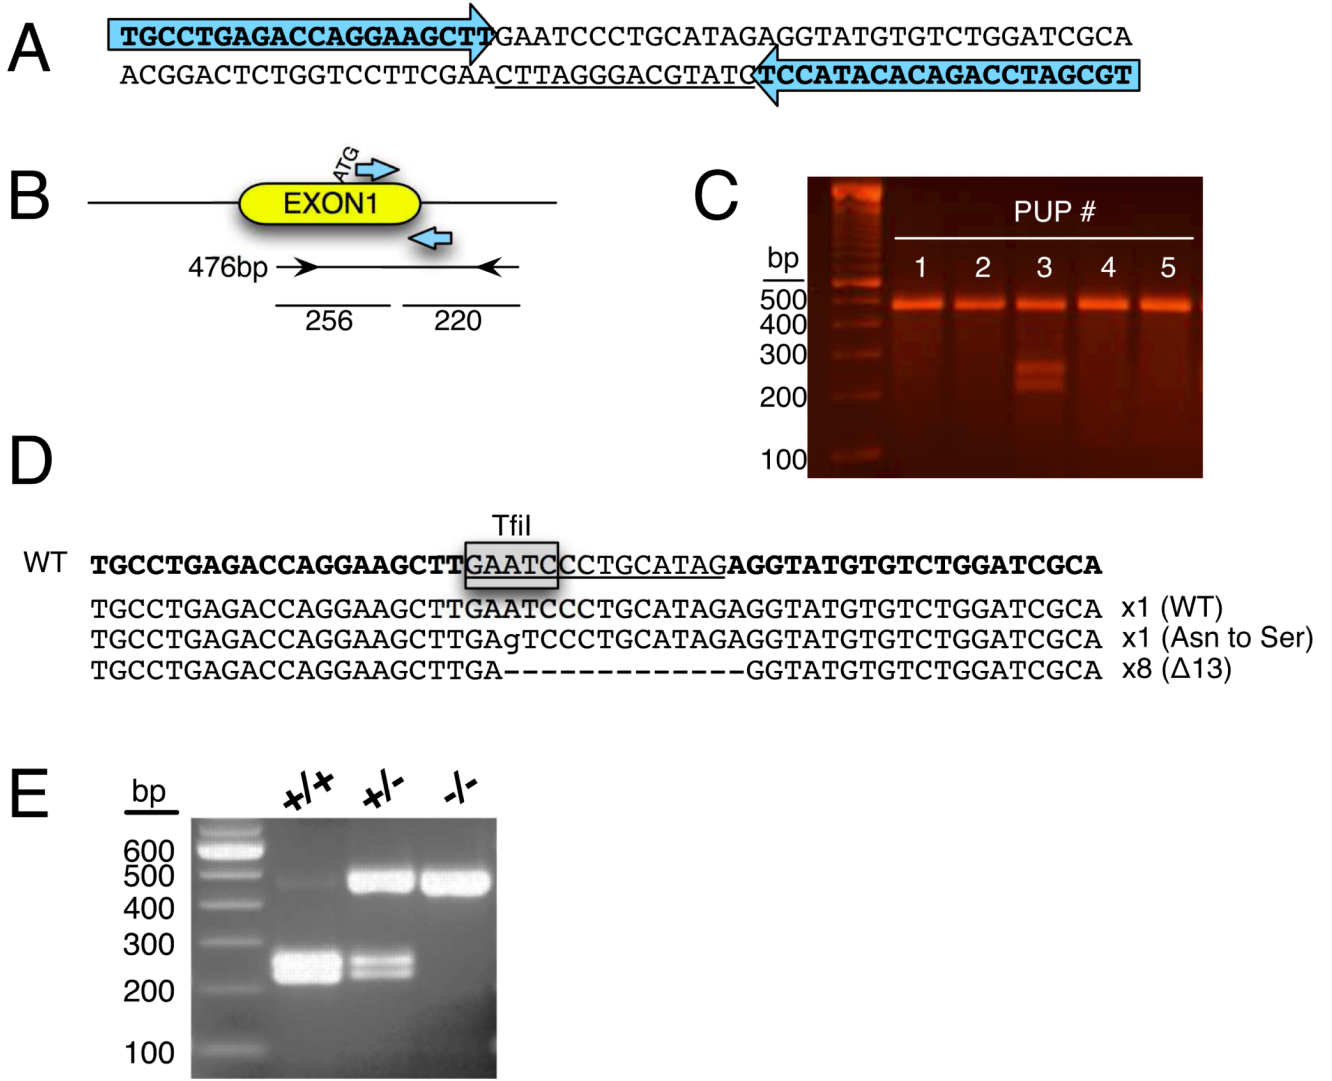 A
TGCCTGAGACCAGGAAGCTTGAATCCCTGCATAGAGGTATGTGTCTGGATCGCA
ACGGACTCTGGTCCTTCGAACTTAGGGACGTATCTCCATACACAGACCTAGCGT
B
ATG
EXON1
476bp
256 220
C
PUP #
bp
1 2 3 4 5
500
400
300
200
100
D
TfiI
WT TGCCTGAGACCAGGAAGCTTGAATCCCTGCATAGAGGTATGTGTCTGGATCGCA
TGCCTGAGACCAGGAAGCTTGAATCCCTGCATAGAGGTATGTGTCTGGATCGCA x1 (WT)
TGCCTGAGACCAGGAAGCTTGAgTCCCTGCATAGAGGTATGTGTCTGGATCGCA x1 (Asn to Ser)
TGCCTGAGACCAGGAAGCTTGA-------------GGTATGTGTCTGGATCGCA x8 (Δ13)
E
bp
+/+ +/- -/-
600
500
400
300
200
100